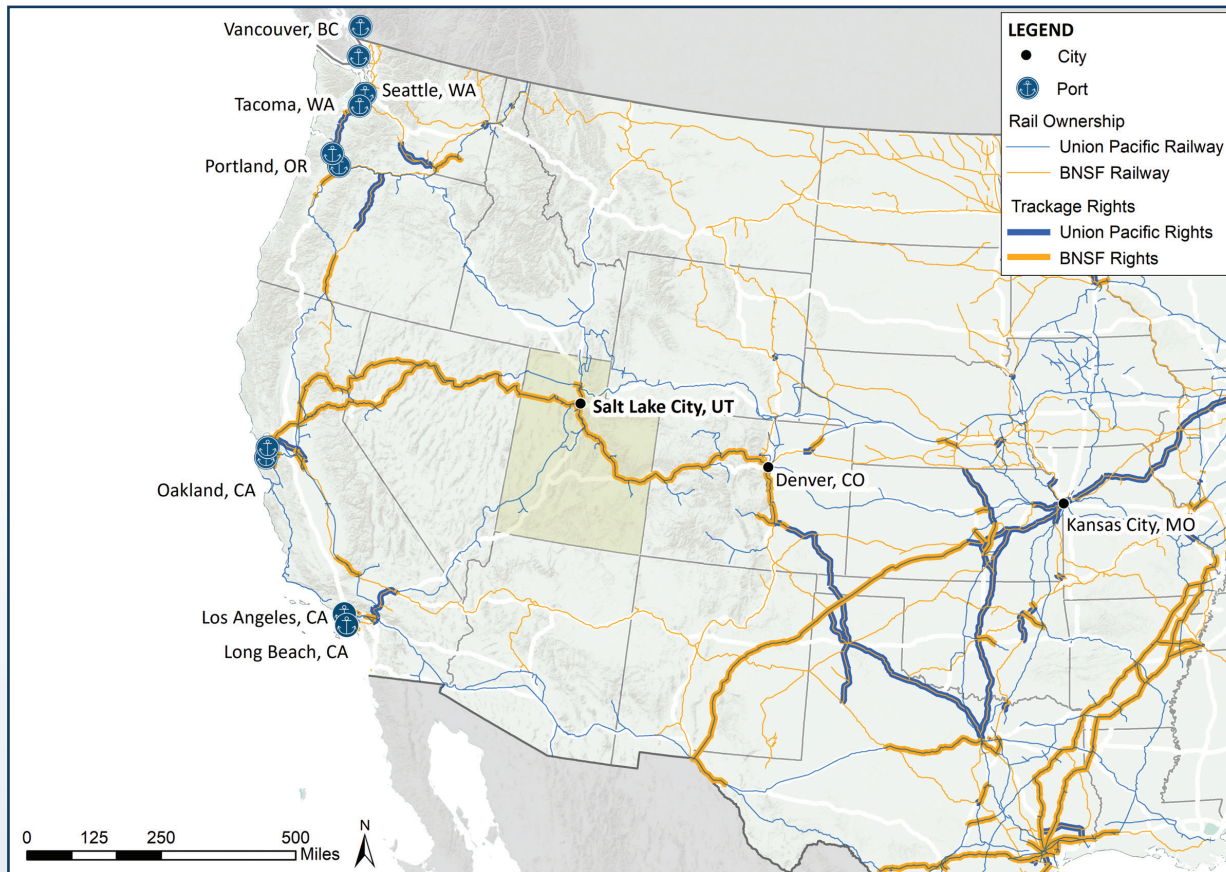 Vancouver, BC
Seattle, WA
Tacoma, WA
Portland, OR
Salt Lake City, UT
Denver, CO
Oakland, CA
Kansas City, MO
Los Angeles, CA
Long Beach, CA
LEGEND
City
Port
Rail Ownership
Union Pacific Railway
BNSF Railway
Trackage Rights
Union Pacific Rights
BNSF Rights
0 125 250 500
Miles
N